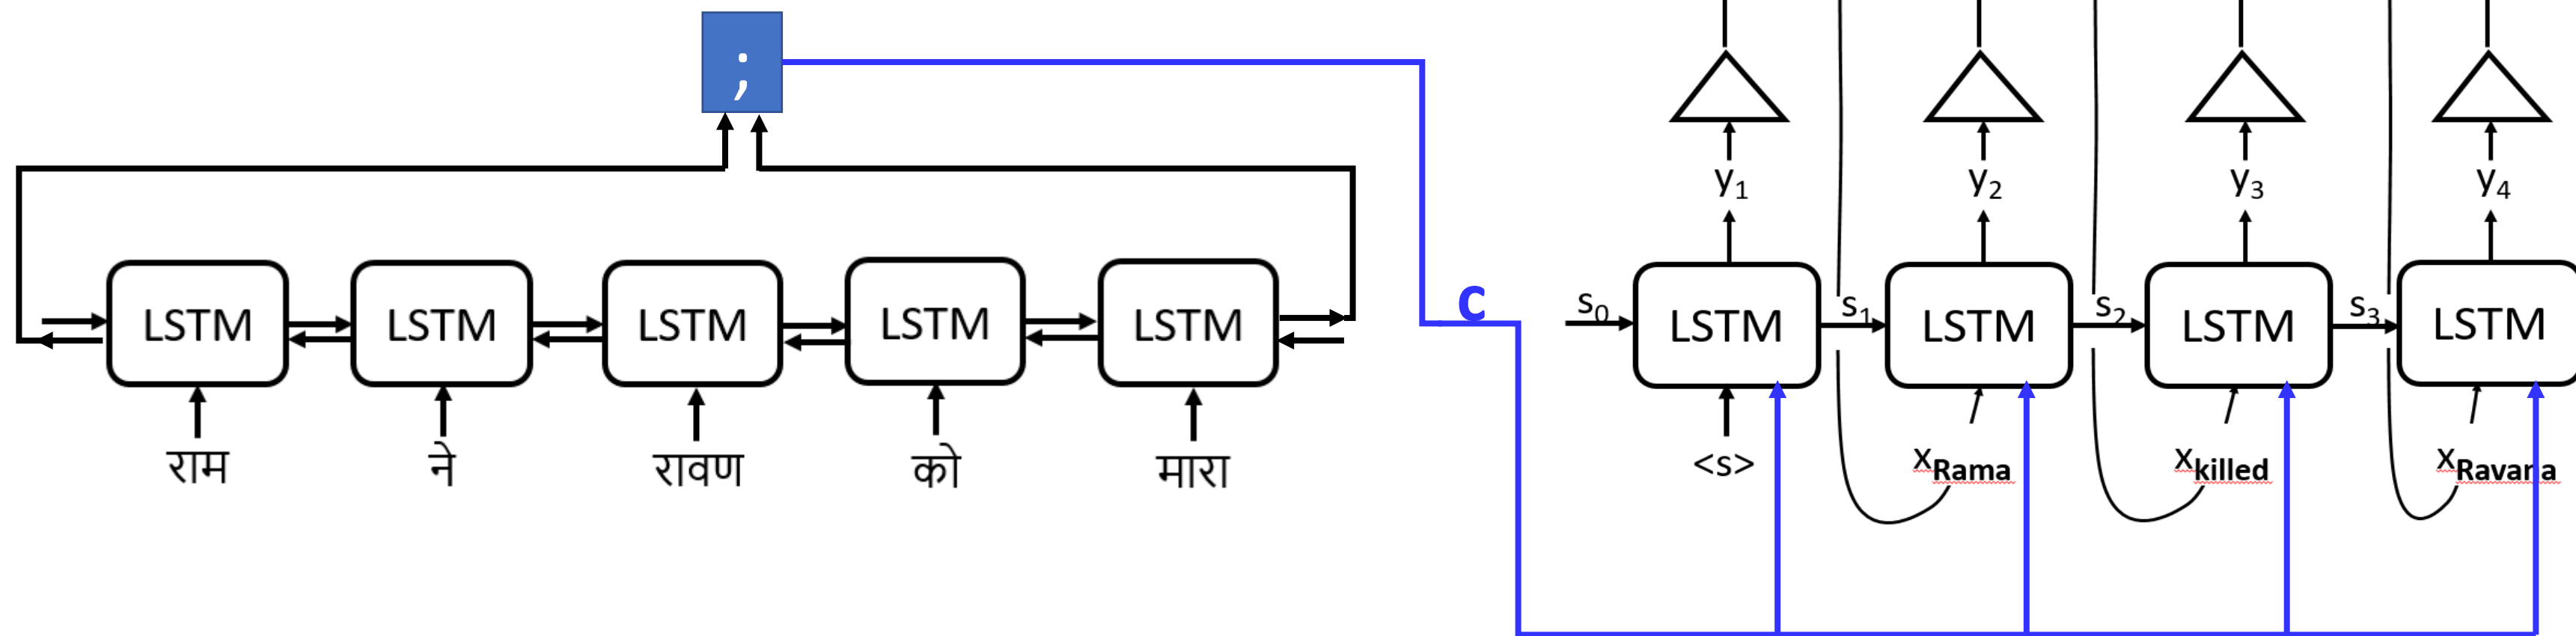 ;
y1 y2 y3 y4
c
s0 s1 s2 s3
LSTM LSTM LSTM LSTM LSTM LSTM LSTM LSTM LSTM
राम ने रावण को मारा <s> xRama xkilled xRavana